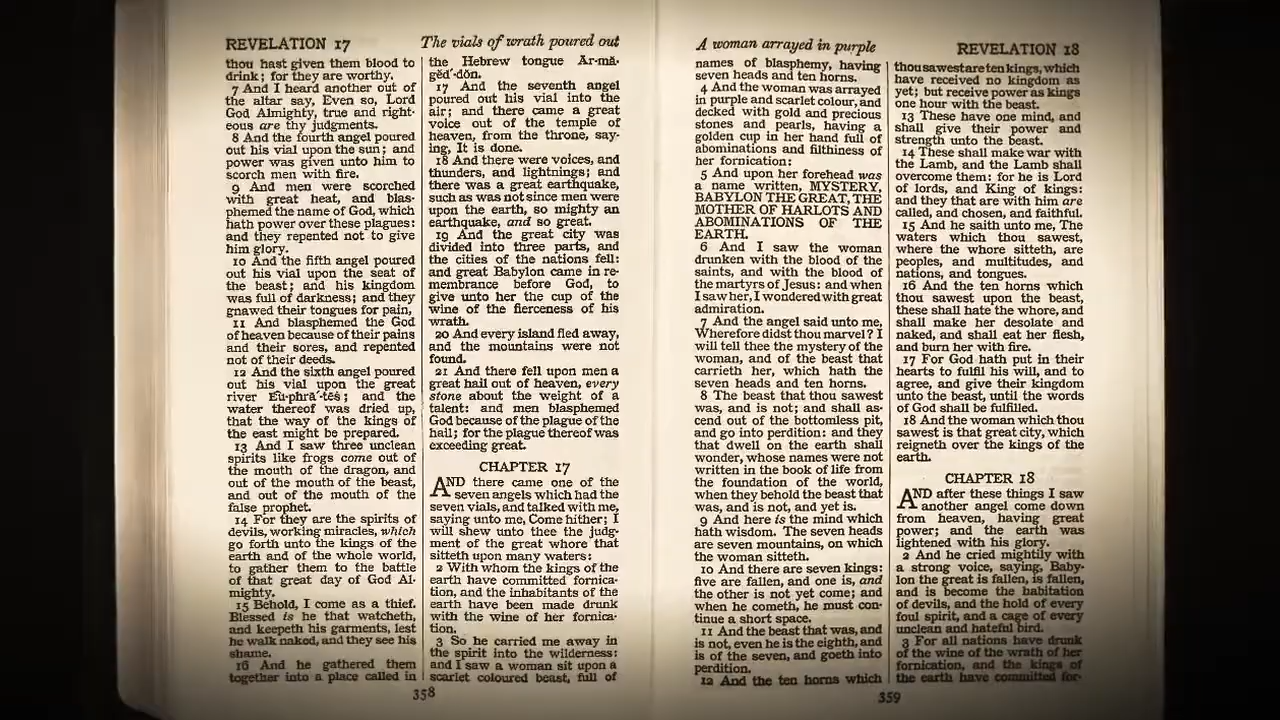 REVELATION 17
The vials of wrath poured out
thou hast given them blood to
drink; for they are worthy.
7 And I heard another out of
the altar say, Even so, Lord
God Almighty, true and right-
eous are thy judgments.
8 And the fourth angel poured
out his vial upon the sun; and
power was given unto him to
scorch men with fire.
9 And men were scorched
with great heat, and blas-
phemed the name of God, which
hath power over these plagues:
and they repented not to give
him glory.
10 And the fifth angel poured
out his vial upon the seat of
the beast; and his kingdom
was full of darkness; and they
gnawed their tongues for pain,
11 And blasphemed the God
of heaven because of their pains
and their sores, and repented
not of their deeds.
12 And the sixth angel poured
out his vial upon the great
river Eū-phrā´-tēs; and the
water thereof was dried up,
that the way of the kings of
the east might be prepared.
13 And I saw three unclean
spirits like frogs come out of
the mouth of the dragon, and
out of the mouth of the beast,
and out of the mouth of the
false prophet.
14 For they are the spirits of
devils, working miracles, which
go forth unto the kings of the
earth and of the whole world,
to gather them to the battle
of that great day of God Al-
mighty.
15 Behold, I come as a thief.
Blessed is he that watcheth,
and keepeth his garments, lest
he walk naked, and they see his
shame.
16 And he gathered them
together into a place called in
the Hebrew tongue Är-mȧ-
gĕd´-dŏn.
17 And the seventh angel
poured out his vial into the
air; and there came a great
voice out of the temple of
heaven, from the throne, say-
ing, It is done.
18 And there were voices, and
thunders, and lightnings; and
there was a great earthquake,
such as was not since men were
upon the earth, so mighty an
earthquake, and so great.
19 And the great city was
divided into three parts, and
the cities of the nations fell:
and great Babylon came in re-
membrance before God, to
give unto her the cup of the
wine of the fierceness of his
wrath.
20 And every island fled away,
and the mountains were not
found.
21 And there fell upon men a
great hail out of heaven, every
stone about the weight of a
talent: and men blasphemed
God because of the plague of the
hail; for the plague thereof was
exceeding great.
CHAPTER 17
AND there came one of the
seven angels which had the
seven vials, and talked with me,
saying unto me, Come hither; I
will shew unto thee the judg-
ment of the great whore that
sitteth upon many waters:
2 With whom the kings of the
earth have committed fornica-
tion, and the inhabitants of the
earth have been made drunk
with the wine of her fornica-
tion.
3 So he carried me away in
the spirit into the wilderness:
and I saw a woman sit upon a
scarlet coloured beast, full of
358
A woman arrayed in purple
REVELATION 18
names of blasphemy, having
seven heads and ten horns.
4 And the woman was arrayed
in purple and scarlet colour, and
decked with gold and precious
stones and pearls, having a
golden cup in her hand full of
abominations and filthiness of
her fornication:
5 And upon her forehead was
a name written, MYSTERY,
BABYLON THE GREAT, THE
MOTHER OF HARLOTS AND
ABOMINATIONS OF THE
EARTH.
6 And I saw the woman
drunken with the blood of the
saints, and with the blood of
the martyrs of Jesus: and when
I saw her, I wondered with great
admiration.
7 And the angel said unto me,
Wherefore didst thou marvel? I
will tell thee the mystery of the
woman, and of the beast that
carrieth her, which hath the
seven heads and ten horns.
8 The beast that thou sawest
was, and is not; and shall as-
cend out of the bottomless pit,
and go into perdition: and they
that dwell on the earth shall
wonder, whose names were not
written in the book of life from
the foundation of the world,
when they behold the beast that
was, and is not, and yet is.
9 And here is the mind which
hath wisdom. The seven heads
are seven mountains, on which
the woman sitteth.
10 And there are seven kings:
five are fallen, and one is, and
the other is not yet come; and
when he cometh, he must con-
tinue a short space.
11 And the beast that was, and
is not, even he is the eighth, and
is of the seven, and goeth into
perdition.
12 And the ten horns which
thou sawest are ten kings, which
have received no kingdom as
yet; but receive power as kings
one hour with the beast.
13 These have one mind, and
shall give their power and
strength unto the beast.
14 These shall make war with
the Lamb, and the Lamb shall
overcome them: for he is Lord
of lords, and King of kings:
and they that are with him are
called, and chosen, and faithful.
15 And he saith unto me, The
waters which thou sawest,
where the whore sitteth, are
peoples, and multitudes, and
nations, and tongues.
16 And the ten horns which
thou sawest upon the beast,
these shall hate the whore, and
shall make her desolate and
naked, and shall eat her flesh,
and burn her with fire.
17 For God hath put in their
hearts to fulfil his will, and to
agree, and give their kingdom
unto the beast, until the words
of God shall be fulfilled.
18 And the woman which thou
sawest is that great city, which
reigneth over the kings of the
earth.
CHAPTER 18
AND after these things I saw
another angel come down
from heaven, having great
power; and the earth was
lightened with his glory.
2 And he cried mightily with
a strong voice, saying, Baby-
lon the great is fallen, is fallen,
and is become the habitation
of devils, and the hold of every
foul spirit, and a cage of every
unclean and hateful bird.
3 For all nations have drunk
of the wine of the wrath of her
fornication, and the kings of
the earth have committed for-
359